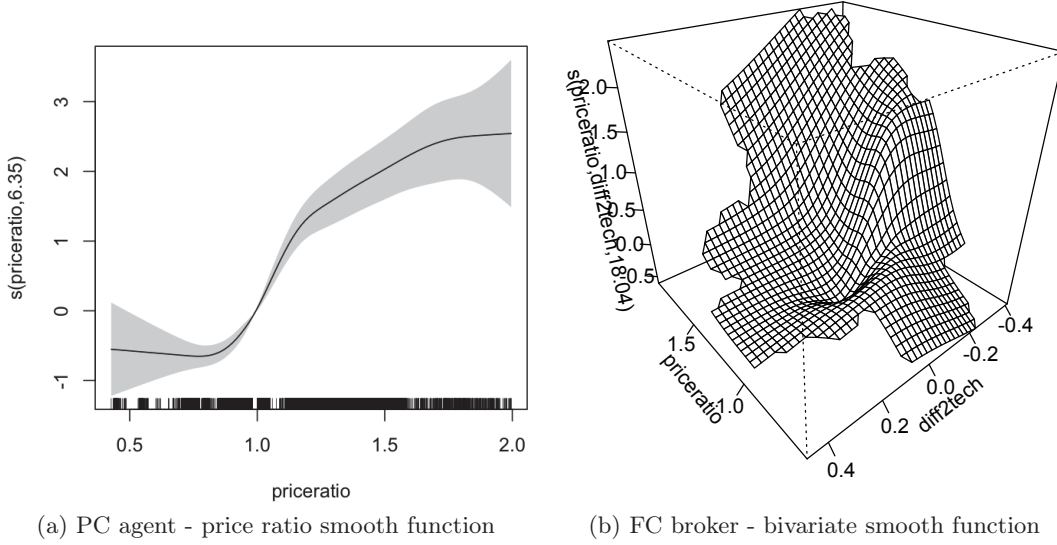 s(priceratio,6.35)
3
2
1
0
-1
0.5 1.0 1.5 2.0
priceratio
(a) PC agent - price ratio smooth function
s(priceratio,diff2tech,18.04)
2.0
1.5
1.0
0.5
0.0
-0.5
1.5
1.0
priceratio
-0.4
-0.2
0.0
0.2
0.4
diff2tech
(b) FC broker - bivariate smooth function